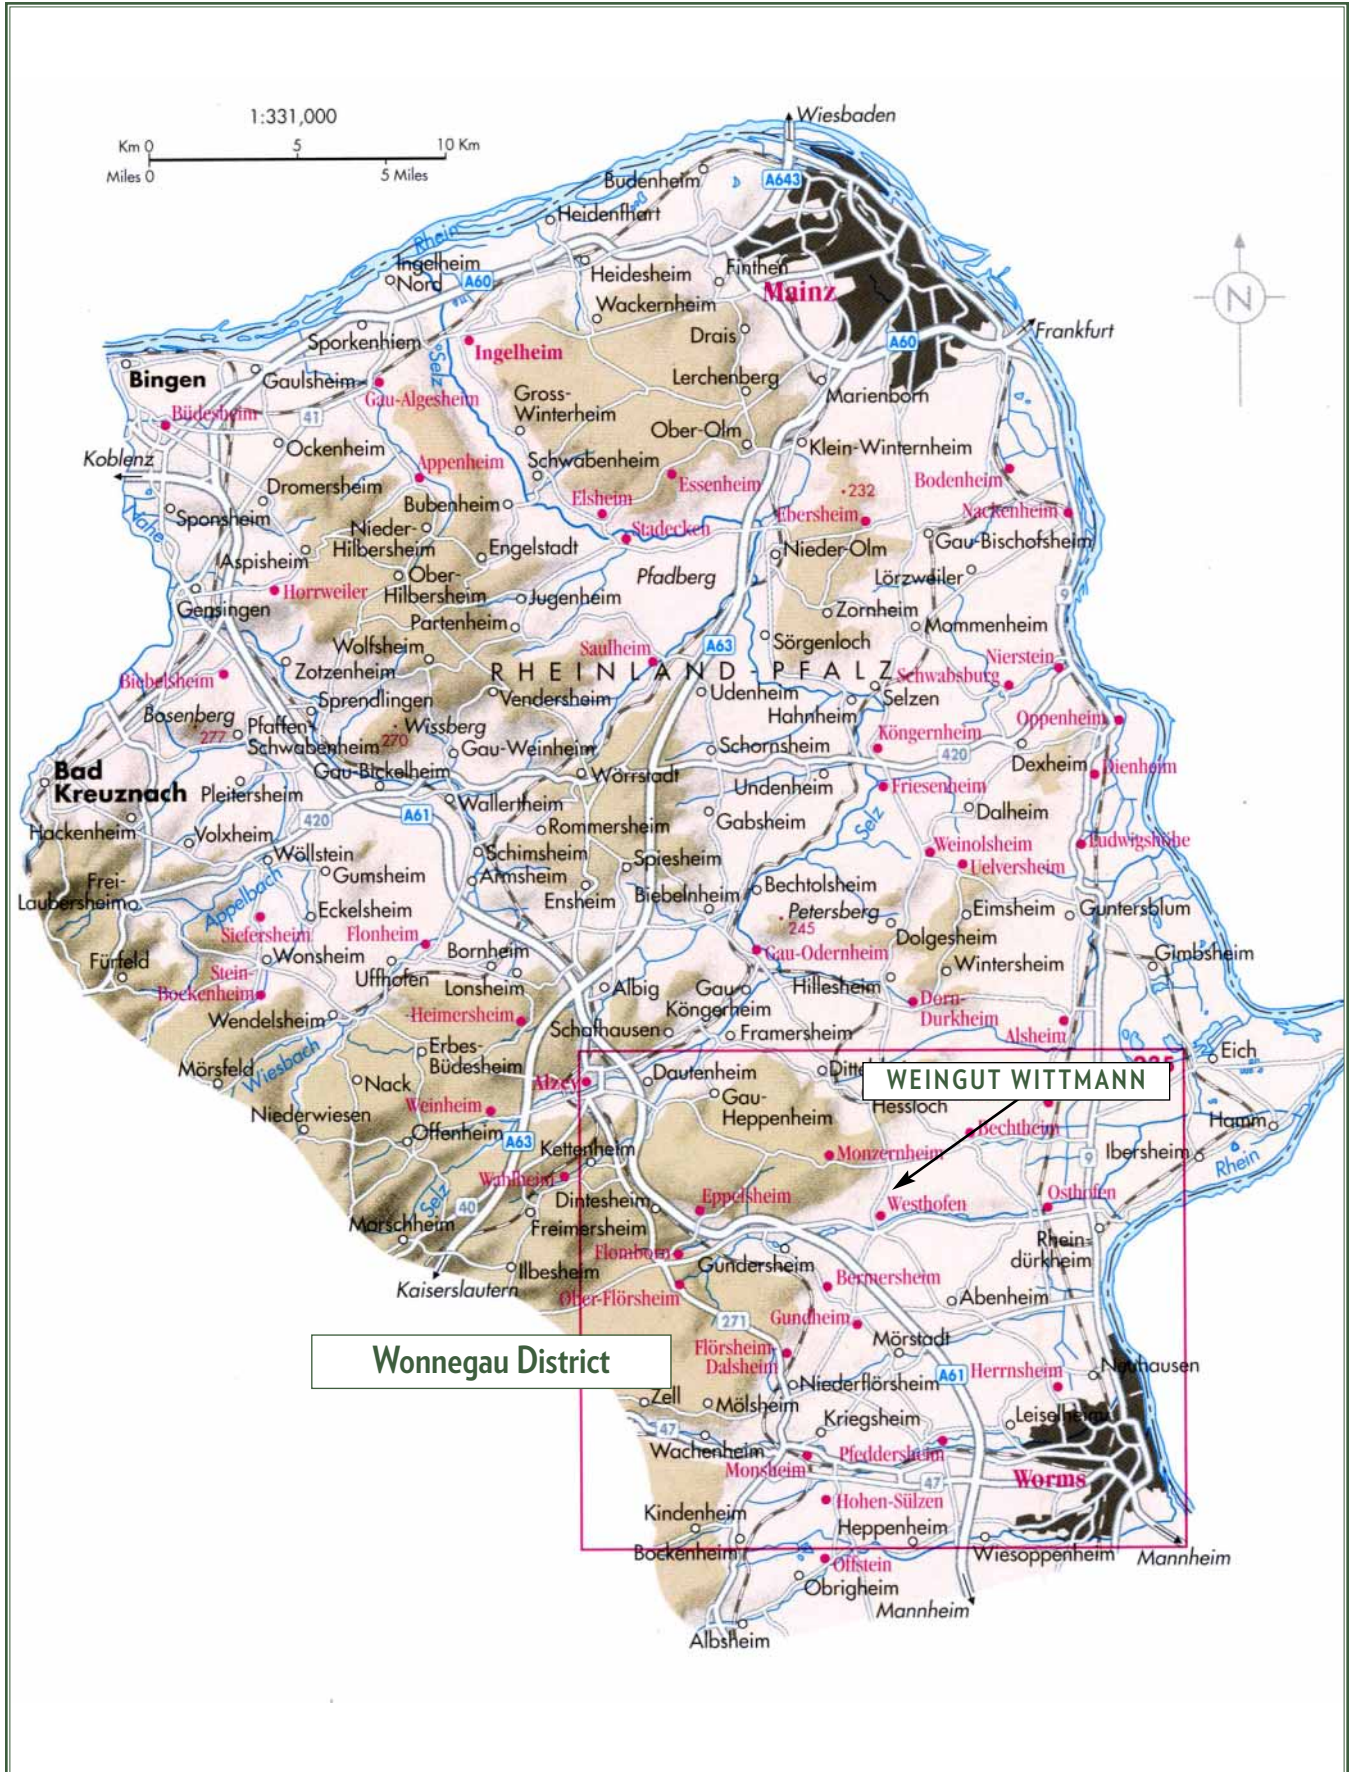 1:331,000
Km 0 5 10 Km
Miles 0 5 Miles
Wiesbaden
Budenheim
A643
Heidenfhart
Rhein
Ingelheim
Nord
A60
Heidesheim
Finthen
Mainz
Wackernheim
N
Sporkenhiem
Drais
A60
Frankfurt
Ingelheim
Selz
Bingen
Gaulsheim
Lerchenberg
Gau-Algesheim
Gross-
Winterheim
Marienborn
Büdesheim
41
Ober-Olm
Ockenheim
Klein-Winternheim
Koblenz
Appenheim
Schwabenheim
Essenheim
Bodenheim
Dromersheim
Bubenheim
Elsheim
232
Nahe
Sponsheim
Nieder-
Hilbersheim
Stadecken
Ebersheim
Nackenheim
Gau-Bischofsheim
Aspisheim
Engelstadt
Nieder-Olm
Ober-
Hilbersheim
Pfadberg
Lörzweiler
Horrweiler
Jugenheim
9
Gensingen
Partenheim
Zornheim
Mommenheim
Wolfsheim
Saulheim
A63
Sörgenloch
Zotzenheim
RHEINLAND-PFALZ
Nierstein
Schwabsburg
Biebelsheim
Sprendlingen
Vendersheim
Udenheim
Selzen
Bosenberg
277
Pfaffen-
Schwabenheim
Wissberg
270
Hahnheim
Oppenheim
Gau-Weinheim
Schornsheim
Köngernheim
420
Dexheim
Dienheim
Bad
Kreuznach
Gau-Bickelheim
Wörrstadt
Pleitersheim
Undenheim
Friesenheim
A61
Wallertheim
Dalheim
Hackenheim
420
Volxheim
Rommersheim
Gabsheim
Selz
Wöllstein
Schimsheim
Spiesheim
Weinolsheim
Ludwigshöhe
Uelversheim
Frei-
Laubersheim
Gumsheim
Armsheim
Appelbach
Ensheim
Biebelnheim
Bechtolsheim
Eckelsheim
Petersberg
245
Eimsheim
Guntersblum
Siefersheim
Flonheim
Dolgesheim
Fürfeld
Wonsheim
Bornheim
Gau-Odernheim
Gimbsheim
Stein-
Bockenheim
Uffhofen
Lonsheim
Albig
Wintersheim
Hillesheim
Gau-
Köngerheim
Dorn-
Durkheim
Wendelsheim
Heimersheim
Schafhausen
Framersheim
Alsheim
Mörsfeld
Wiesbach
Erbes-
Büdesheim
Eich
Nack
Alzey
Dautenheim
WEINGUT WITTMANN
Weinheim
Gau-
Heppenheim
Hessloch
Niederwiesen
Offenheim
A63
Bechtheim
Hamm
Kettenheim
Monzernheim
9
Ibersheim
Rhein
Wahlheim
Selz
40
Dintesheim
Eppelsheim
Westhofen
Osthofen
Morschheim
Freimersheim
Rhein-
dürkheim
Flomborn
Gundersheim
Ilbesheim
Kaiserslautern
Ober-Flörsheim
Bermersheim
Abenheim
271
Gundheim
Wonnegau District
Flörsheim-
Dalsheim
Mörstadt
A61
Herrnsheim
Neuhausen
Niederflörsheim
Zell
Mölsheim
Kriegsheim
Leiselheim
47
Wachenheim
Pfeddersheim
Monsheim
47
Worms
Hohen-Sülzen
Kindenheim
Heppenheim
Bockenheim
Wiesoppenheim
Mannheim
Offstein
Obrigheim
Mannheim
Albsheim